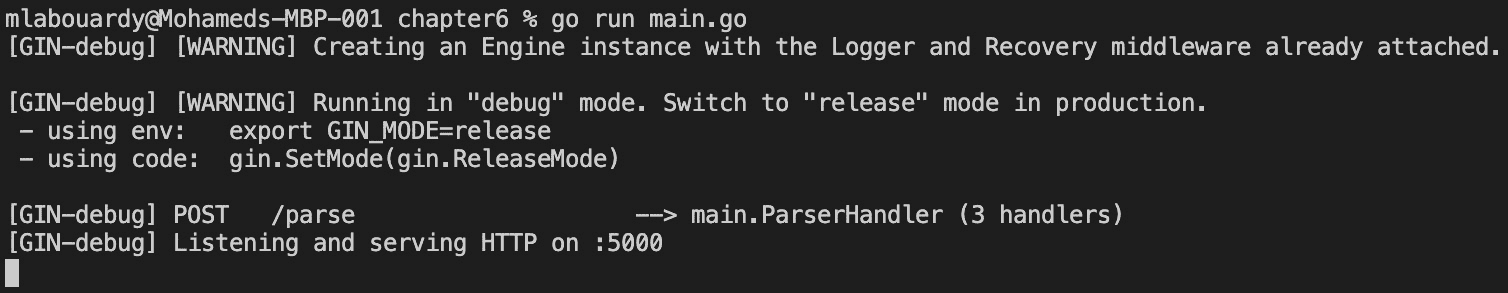 mlabouardy@Mohameds-MBP-001 chapter6 % go run main.go
[GIN-debug] [WARNING] Creating an Engine instance with the Logger and Recovery middleware already attached.
[GIN-debug] [WARNING] Running in "debug" mode. Switch to "release" mode in production.
 - using env:   export GIN_MODE=release
 - using code:  gin.SetMode(gin.ReleaseMode)
[GIN-debug] POST   /parse                    --> main.ParserHandler (3 handlers)
[GIN-debug] Listening and serving HTTP on :5000